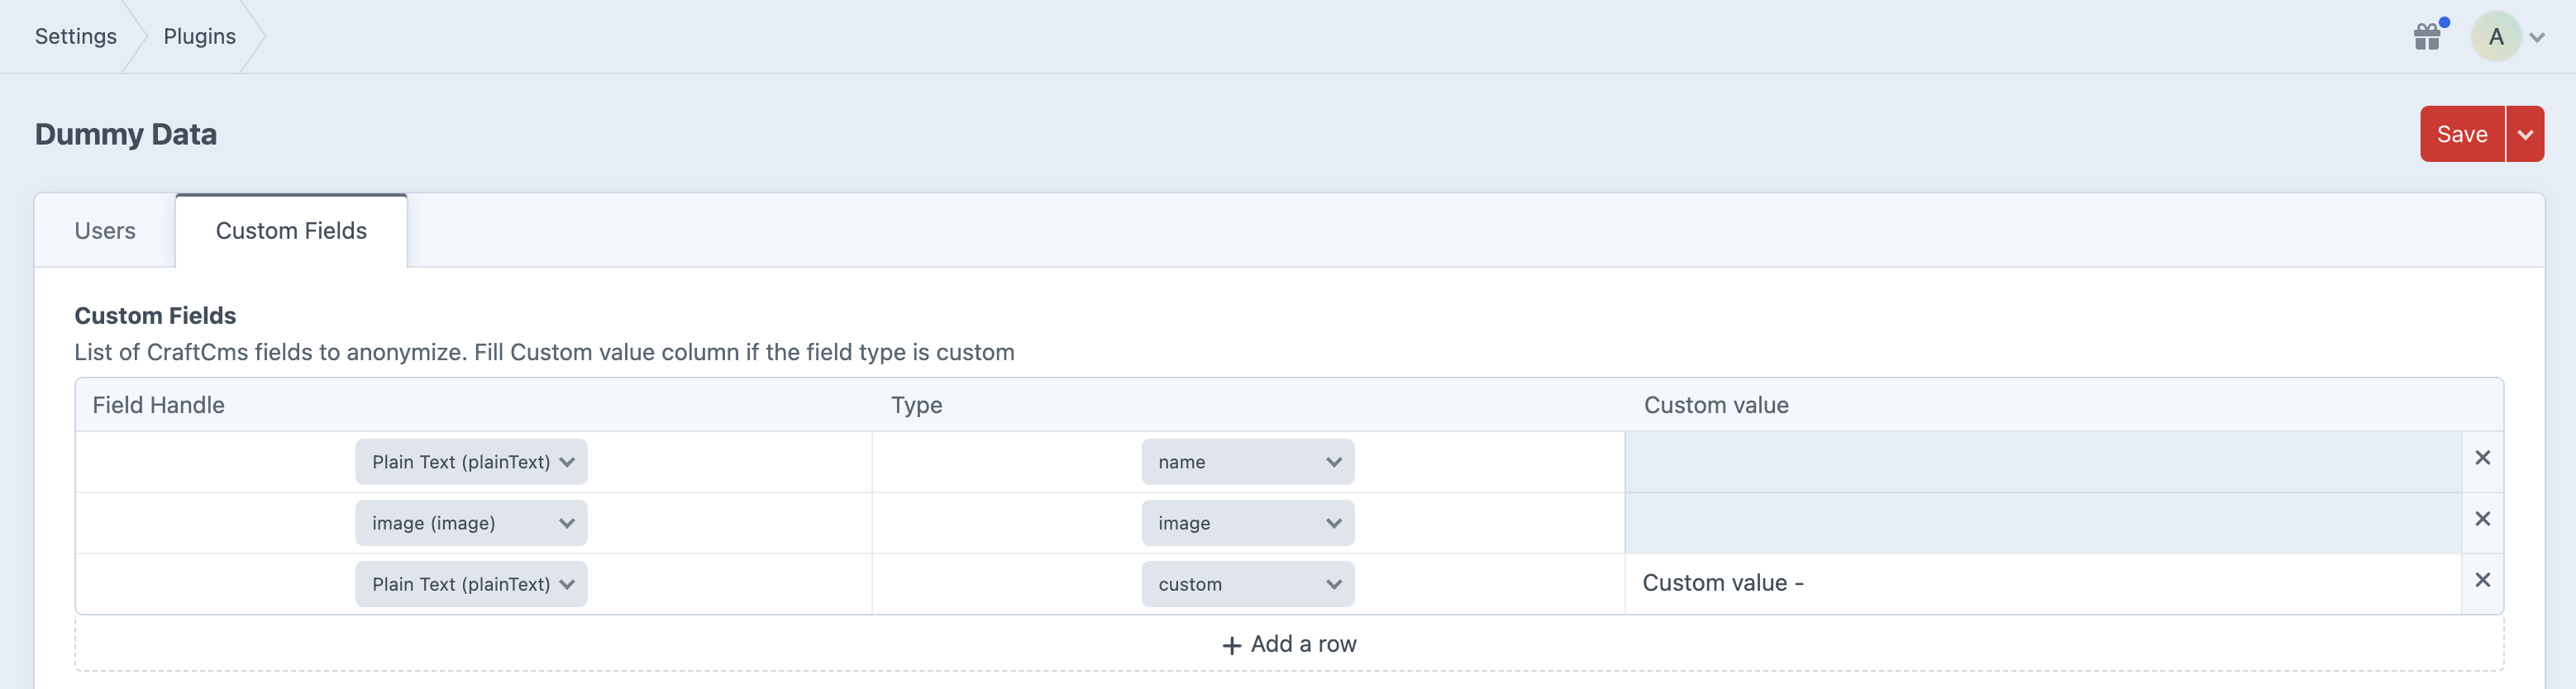 Settings Plugins A
Dummy Data Save
Users Custom Fields
Custom Fields
List of CraftCms fields to anonymize. Fill Custom value column if the field type is custom
Field Handle Type Custom value
Plain Text (plainText) name
image (image) image
Plain Text (plainText) custom Custom value -
Add a row